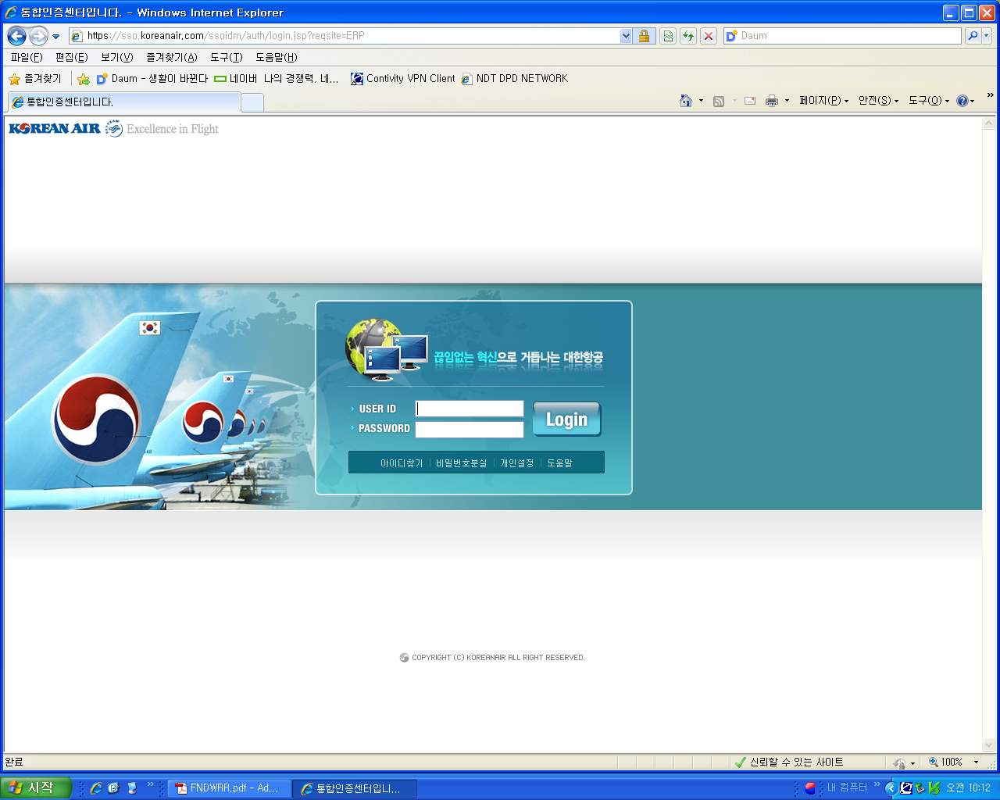 통합인증센터입니다. - Windows Internet Explorer
https://sso.koreanair.com/ssoidm/auth/login.jsp?reqsite=ERP
Daum
파일(F) 편집(E) 보기(V) 즐겨찾기(A) 도구(T) 도움말(H)
즐겨찾기 Daum - 생활이 바뀐다 네이버 나의 경쟁력, 네... Contivity VPN Client NDT DPD NETWORK
통합인증센터입니다. 페이지(P) 안전(S) 도구(O) »
KOREAN AIR Excellence in Flight
끊임없는 혁신으로 거듭나는 대한항공
USER ID
PASSWORD
Login
아이디찾기 | 비밀번호분실 | 개인설정 | 도움말
COPYRIGHT (C) KOREANAIR ALL RIGHT RESERVED.
완료 신뢰할 수 있는 사이트 100%
시작 » FNDWRR.pdf - Ad... 통합인증센터입니... 내 컴퓨터 » 오전 10:12